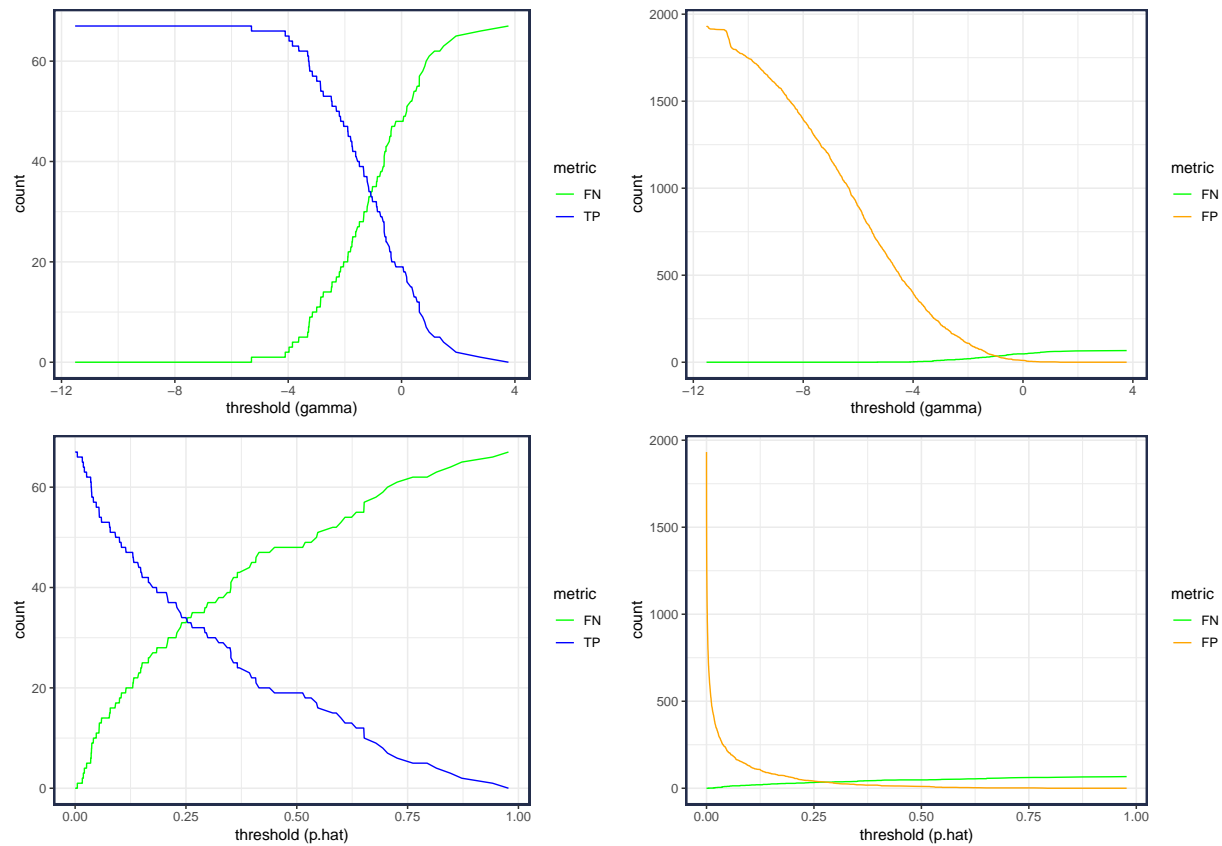 count
60
40
20
0
−12
−8
−4
0
4
threshold (gamma)
metric
FN
TP
count
2000
1500
1000
500
0
−12
−8
−4
0
4
threshold (gamma)
metric
FN
FP
count
60
40
20
0
0.00
0.25
0.50
0.75
1.00
threshold (p.hat)
metric
FN
TP
count
2000
1500
1000
500
0
0.00
0.25
0.50
0.75
1.00
threshold (p.hat)
metric
FN
FP